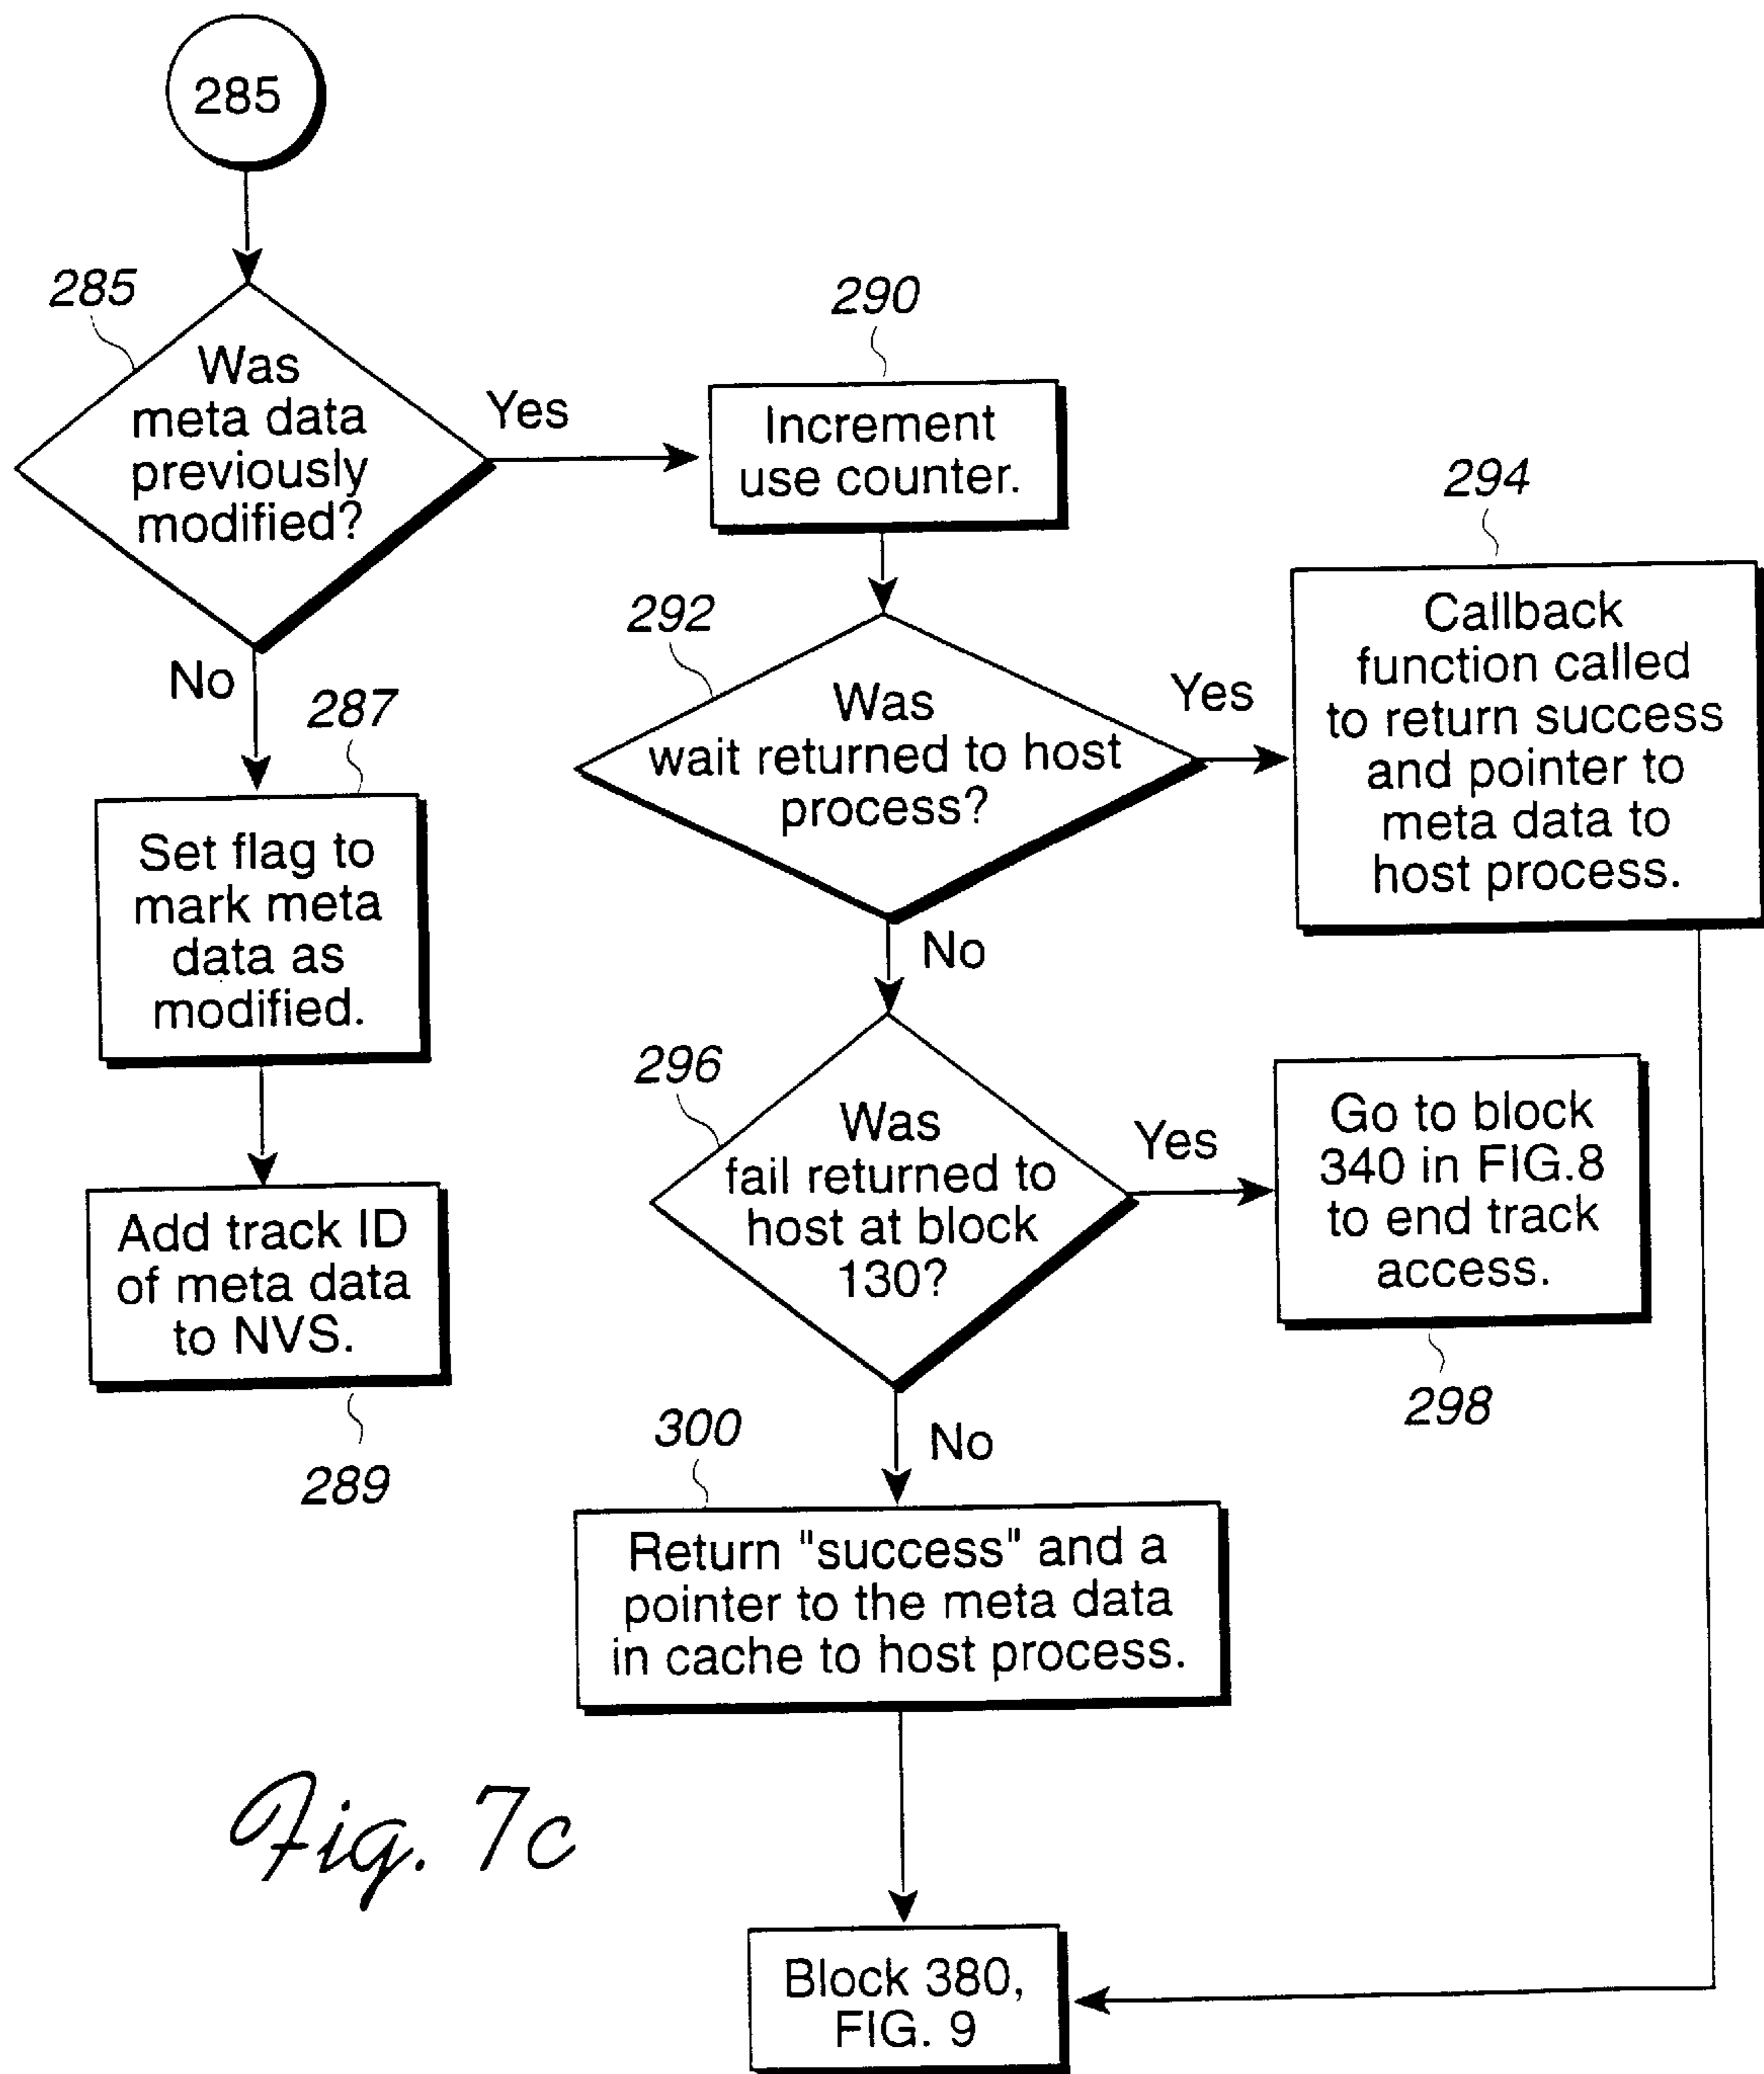 285
285
Was
meta data
previously
modified?
Yes
No
287
Set flag to
mark meta
data as
modified.
Add track ID
of meta data
to NVS.
289
290
Increment
use counter.
292
Was
wait returned to host
process?
Yes
No
294
Callback
function called
to return success
and pointer to
meta data to
host process.
296
Was
fail returned to
host at block
130?
Yes
No
Go to block
340 in FIG.8
to end track
access.
298
300
Return "success" and a
pointer to the meta data
in cache to host process.
Block 380,
FIG. 9
Fig. 7c